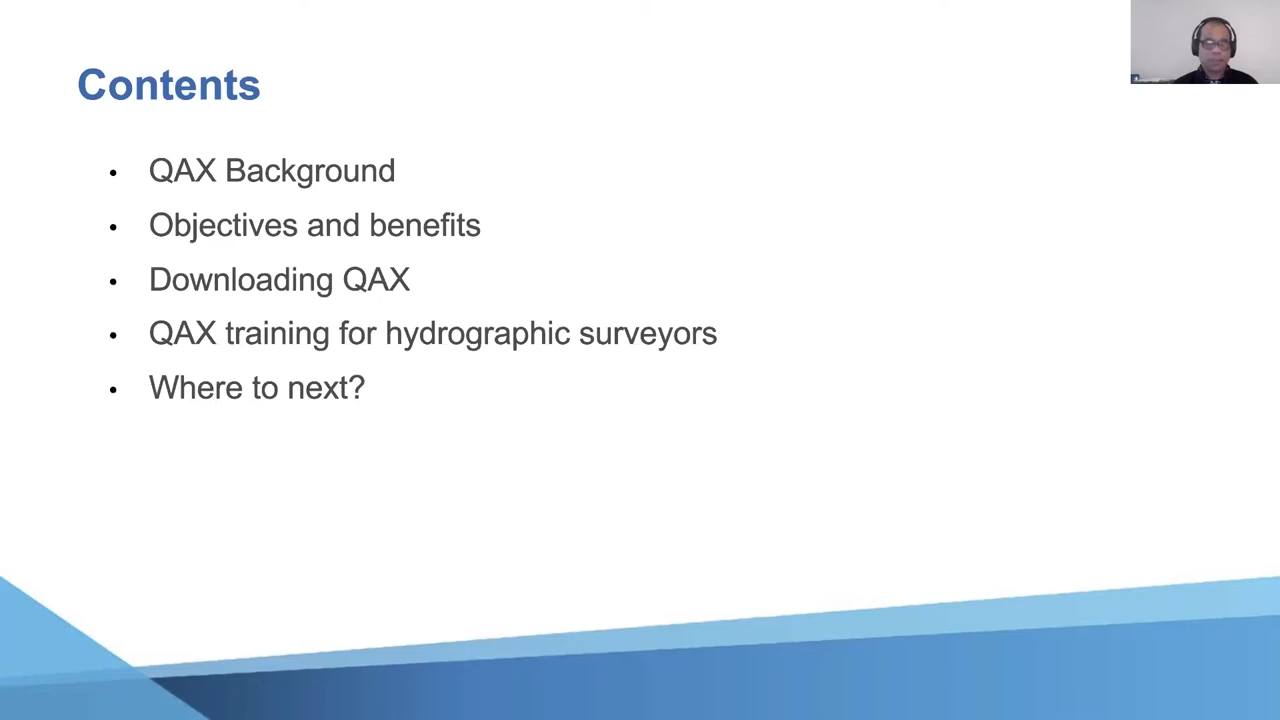 Contents
• QAX Background
• Objectives and benefits
• Downloading QAX
• QAX training for hydrographic surveyors
• Where to next?